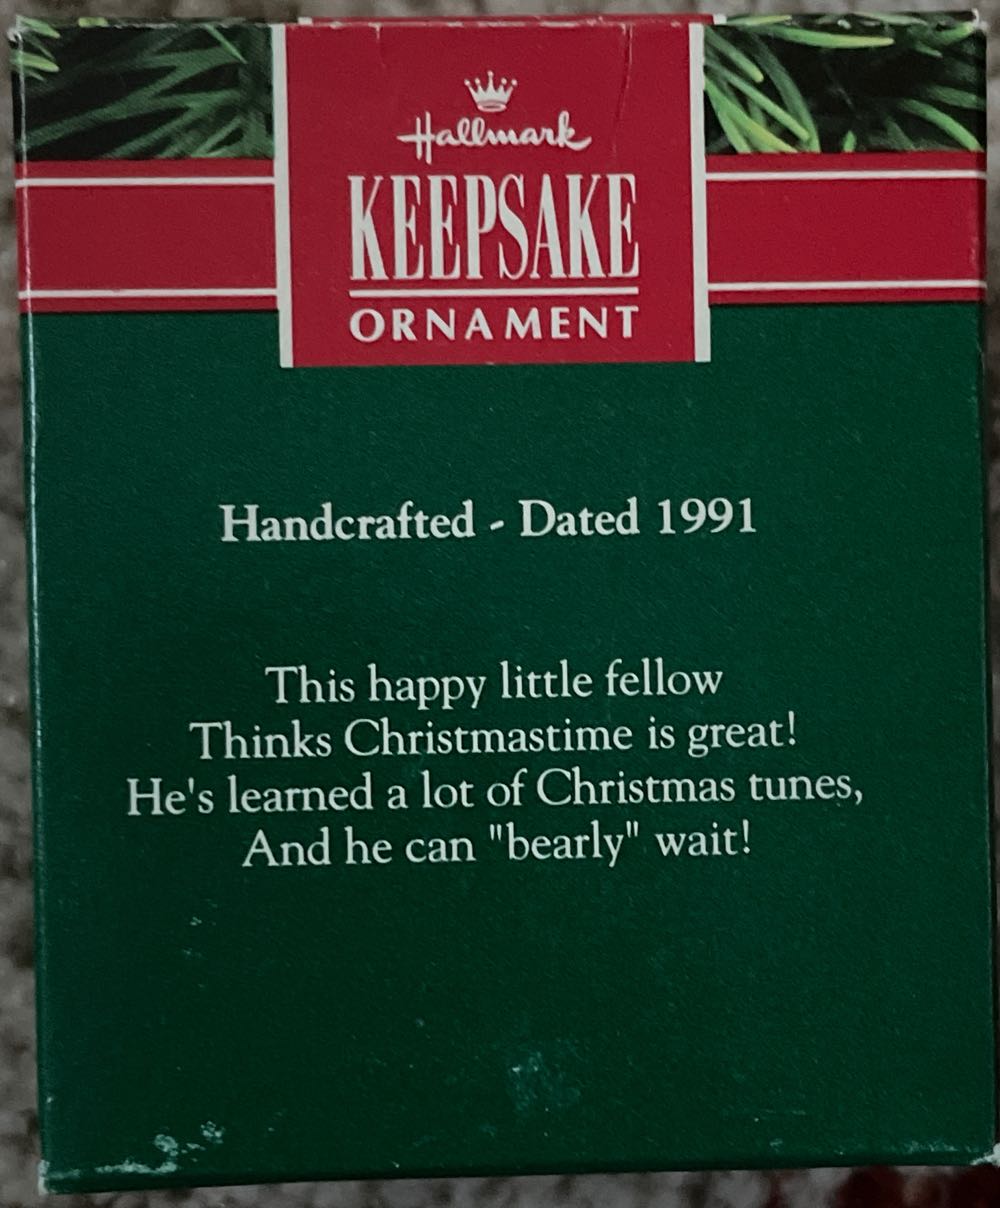 Hallmark
KEEPSAKE
ORNAMENT
Handcrafted - Dated 1991
This happy little fellow
Thinks Christmastime is great!
He's learned a lot of Christmas tunes,
And he can "bearly" wait!